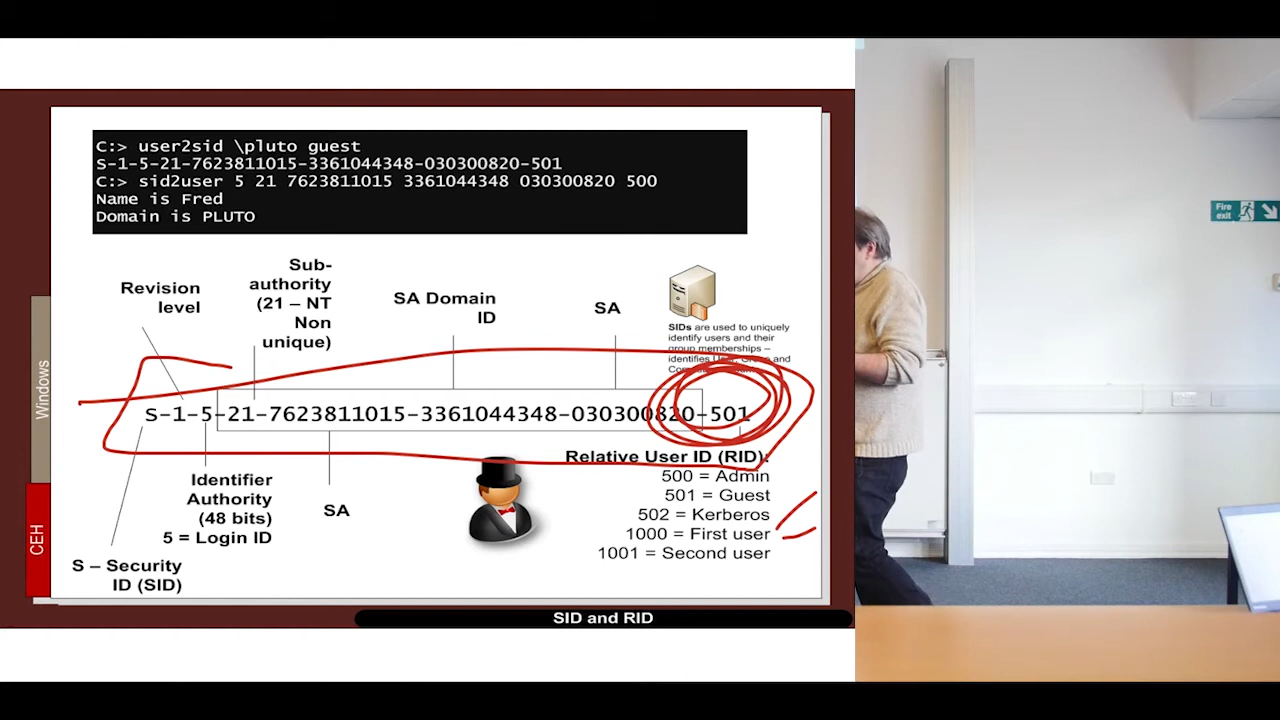 C:> user2sid \pluto guest
S-1-5-21-7623811015-3361044348-030300820-501
C:> sid2user 5 21 7623811015 3361044348 030300820 500
Name is Fred
Domain is PLUTO
Revision
level
Sub-
authority
(21 – NT
Non
unique)
SA Domain
ID
SA
SIDs are used to uniquely
identify users and their
group memberships –
identifies
and
S-1-5-21-7623811015-3361044348-030300820-501
Identifier
Authority
(48 bits)
5 = Login ID
SA
S – Security
ID (SID)
Relative User ID (RID):
500 = Admin
501 = Guest
502 = Kerberos
1000 = First user
1001 = Second user
Windows
CEH
SID and RID
Fire
exit